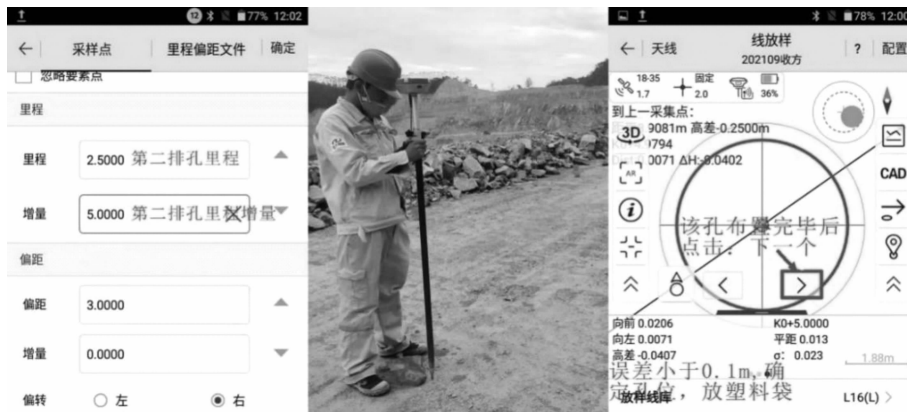 12 77% 12:02
采样点 里程偏距文件 确定
忽略要素点
里程
里程 2.5000 第二排孔里程
增量 5.0000 第二排孔里程增量
偏距
偏距 3.0000
增量 0.0000
偏转 左 右
78% 12:00
天线 线放样 ? 配置
202109收方
18-35 固定
1.7 2.0 36%
到上一采集点:
9081m 高差-0.2500m
3D
9794
0.0071 ΔH:-8.0402
AR
CAD
该孔布置完毕后
点击:下一个
向前 0.0206 K0+5.0000
向左 0.0071 平距 0.013
高差 -0.0407 σ: 0.023
1.88m
误差小于0.1m,确
定孔位,放塑料袋
放样线库 L16(L)